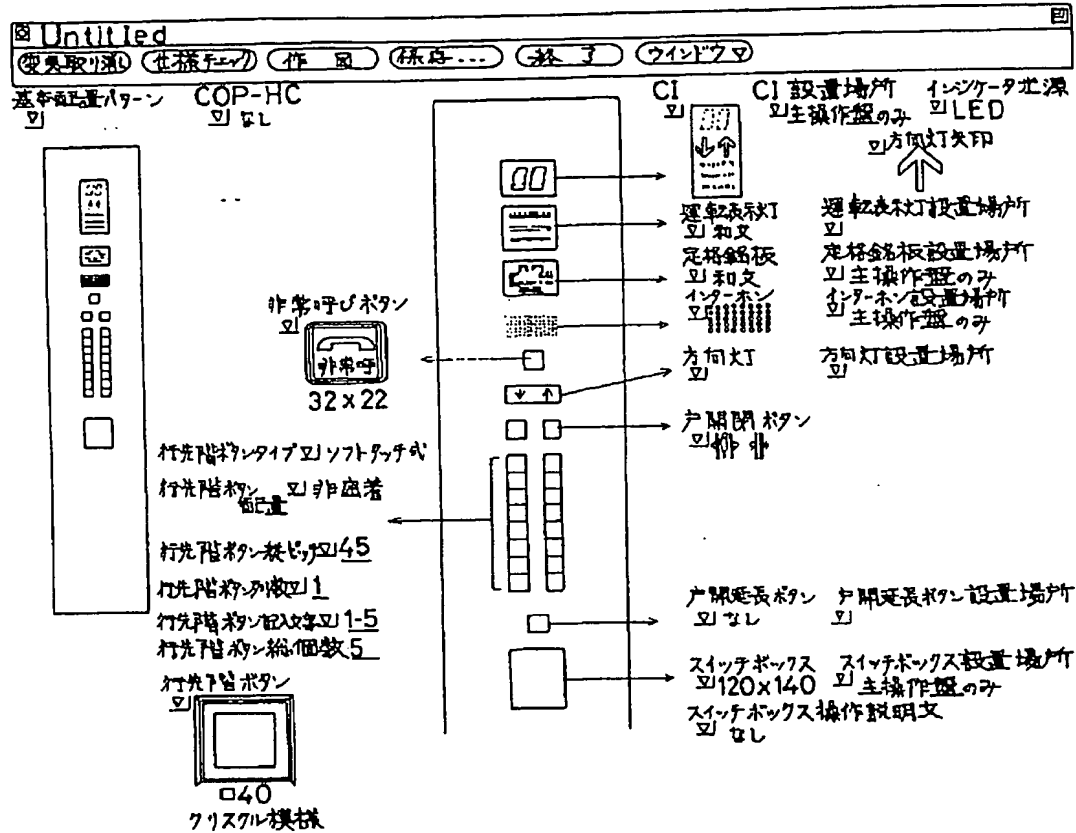 Untitled
変更取り消し 仕様チェック 作 図 保存... 終 了 ウインドウ▽
基本配置パターン
COP-HC
なし
CI
CI 設置場所
主操作盤のみ
インジケータ光源
LED
方向灯矢印
00
運転表示灯
和文
運転表示灯設置場所
定格銘板
和文
定格銘板設置場所
主操作盤のみ
インターホン
インターホン設置場所
主操作盤のみ
非常呼びボタン
非常呼
32×22
方向灯
方向灯設置場所
戸開閉ボタン
行先階ボタンタイプ ソフトタッチ式
行先階ボタン配置 非密着
行先階ボタン縦ピッチ 45
行先階ボタン列数 1
行先階ボタン記入文字 1-5
行先階ボタン総個数 5
行先階ボタン
□40
クリスタル模様
戸開延長ボタン
なし
戸開延長ボタン設置場所
スイッチボックス
120×140
スイッチボックス設置場所
主操作盤のみ
スイッチボックス操作説明文
なし